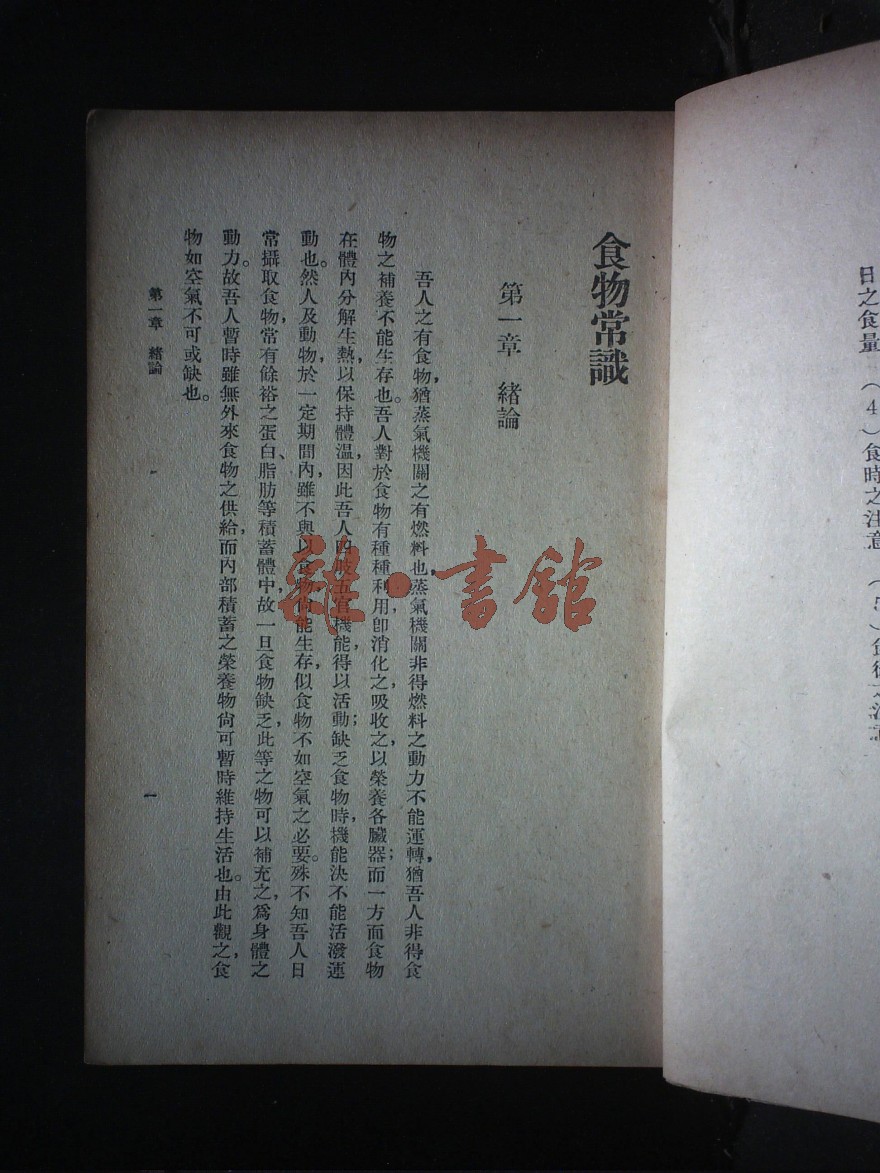 日之食量 （4）食時之注意 （5）食後之注意
食物常識
第一章 緒論
吾人之有食物，猶蒸氣機關之有燃料也，蒸氣機關非得燃料之動力不能運轉，猶吾人非得食
物之補養不能生存也。吾人對於食物有種種利用，卽消化之，吸收之，以榮養各臟器；而一方面食物
在體內分解生熱，以保持體溫，因此吾人四肢五官機能，得以活動；缺乏食物時，機能決不能活潑運
動也。然人及動物，於一定期間內，雖不與以食物，尙能生存，似食物不如空氣之必要。殊不知吾人日
常攝取食物，常有餘裕之蛋白、脂肪等積蓄體中，故一旦食物缺乏，此等之物可以補充之，爲身體之
動力。故吾人暫時雖無外來食物之供給，而內部積蓄之榮養物尙可暫時維持生活也。由此觀之，食
物如空氣不可或缺也。
第一章 緒論
一
雜·書館